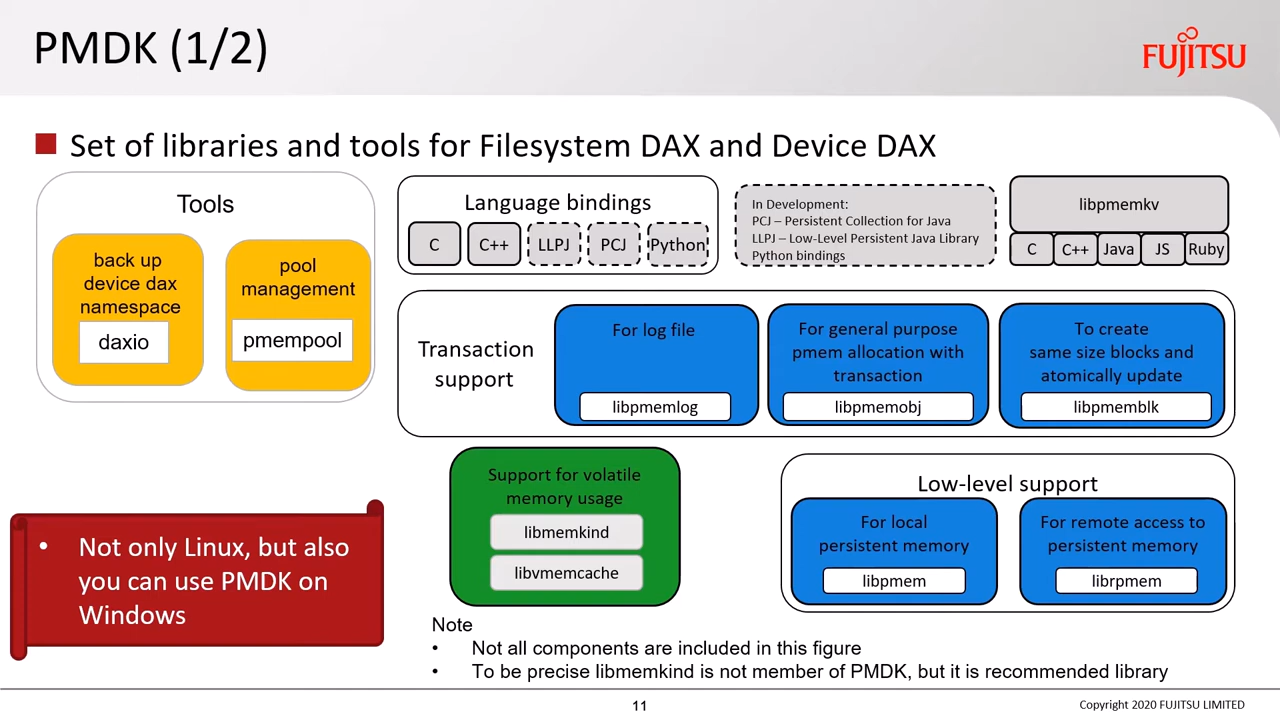 PMDK (1/2)
FUJITSU
Set of libraries and tools for Filesystem DAX and Device DAX
Tools
back up
device dax
namespace
daxio
pool
management
pmempool
Language bindings
C
C++
LLPJ
PCJ
Python
In Development:
PCJ – Persistent Collection for Java
LLPJ – Low-Level Persistent Java Library
Python bindings
libpmemkv
C
C++
Java
JS
Ruby
Transaction
support
For log file
libpmemlog
For general purpose
pmem allocation with
transaction
libpmemobj
To create
same size blocks and
atomically update
libpmemblk
Support for volatile
memory usage
libmemkind
libvmemcache
Low-level support
For local
persistent memory
libpmem
For remote access to
persistent memory
librpmem
• Not only Linux, but also
you can use PMDK on
Windows
Note
• Not all components are included in this figure
• To be precise libmemkind is not member of PMDK, but it is recommended library
11
Copyright 2020 FUJITSU LIMITED